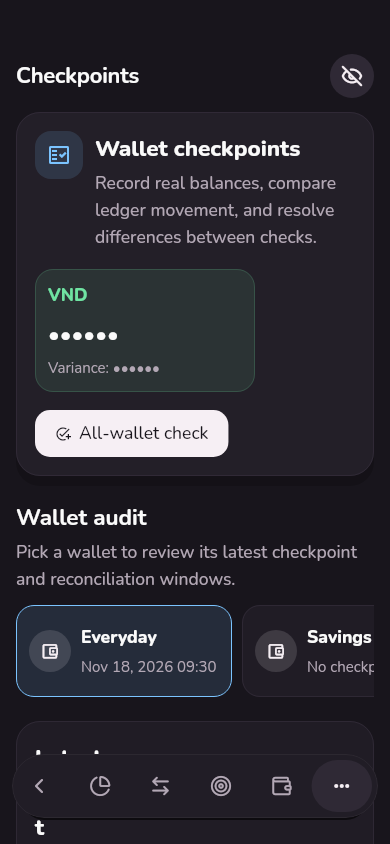 Checkpoints
Wallet checkpoints
Record real balances, compare
ledger movement, and resolve
differences between checks.
VND
••••••
Variance: ••••••
All-wallet check
Wallet audit
Pick a wallet to review its latest checkpoint
and reconciliation windows.
Everyday
Nov 18, 2026 09:30
Savings
No checkp
t